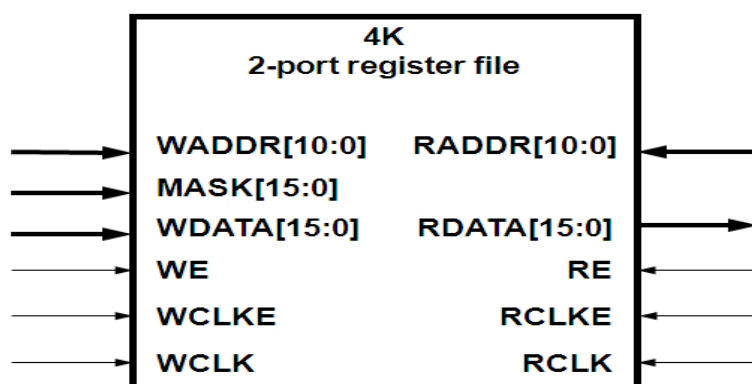 4K
2-port register file
WADDR[10:0] RADDR[10:0]
MASK[15:0]
WDATA[15:0] RDATA[15:0]
WE RE
WCLKE RCLKE
WCLK RCLK